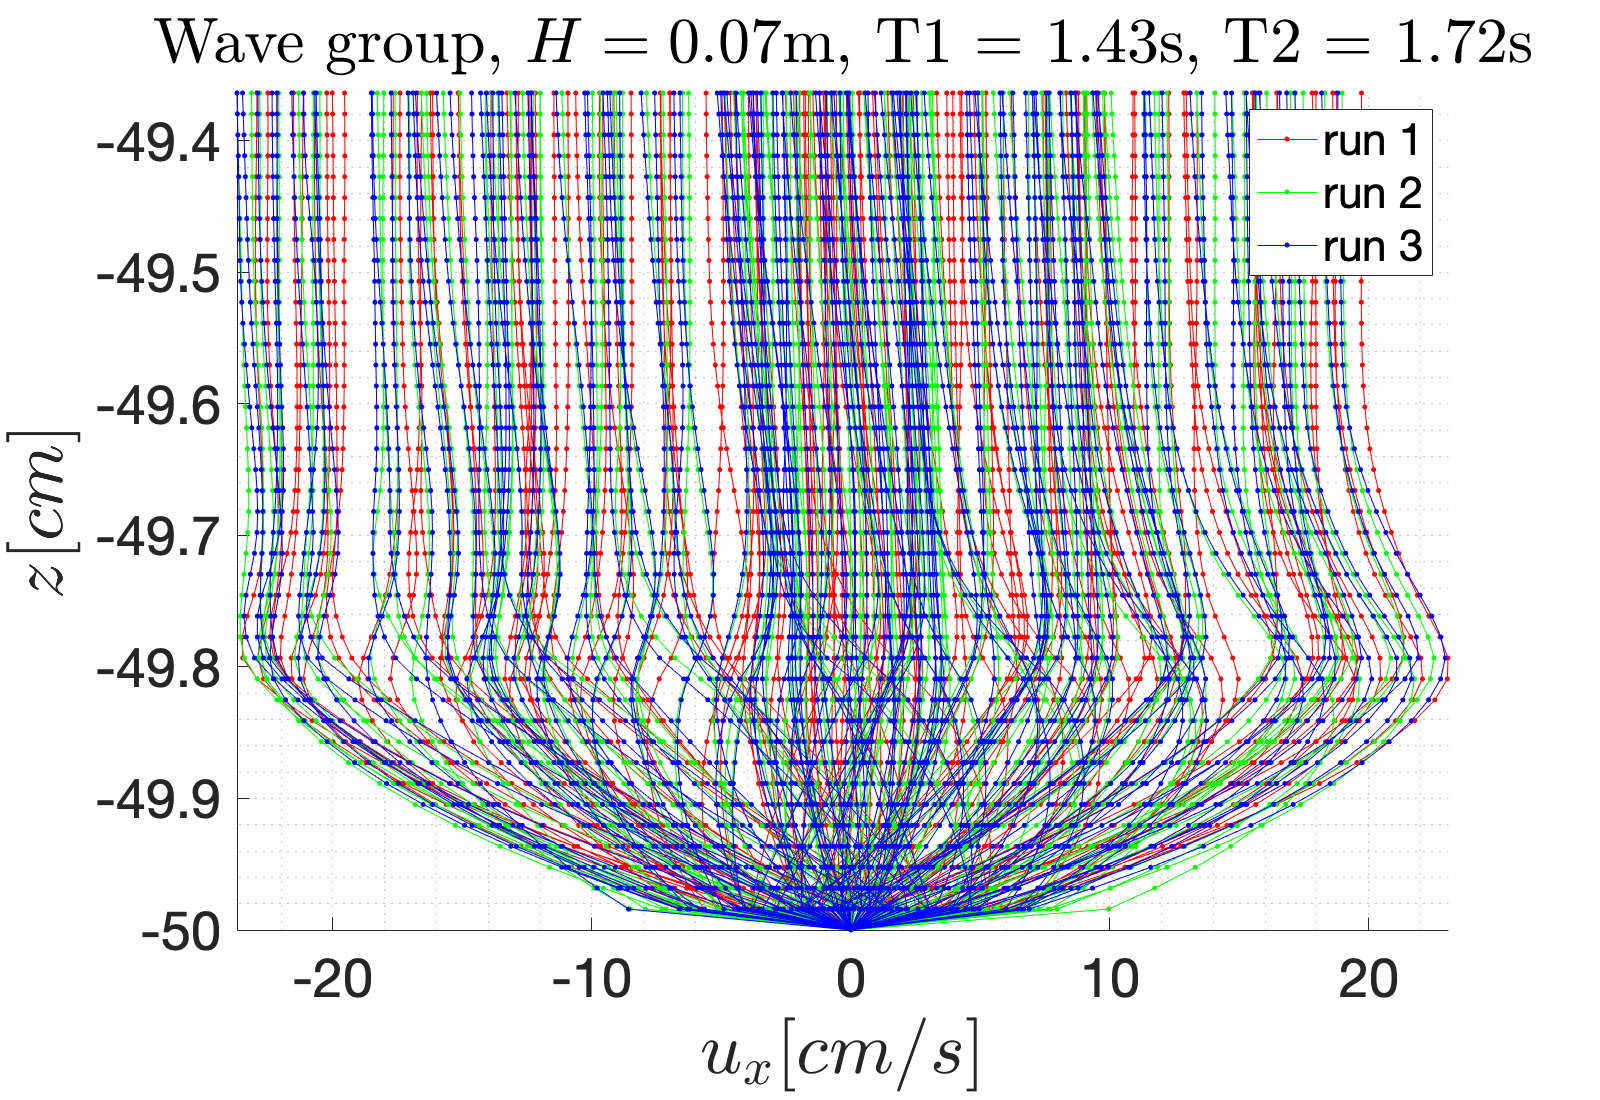 Wave group, H = 0.07m, T1 = 1.43s, T2 = 1.72s
run 1
run 2
run 3
-49.4
-49.5
-49.6
-49.7
-49.8
-49.9
-50
z[cm]
-20 -10 0 10 20
u_x[cm/s]